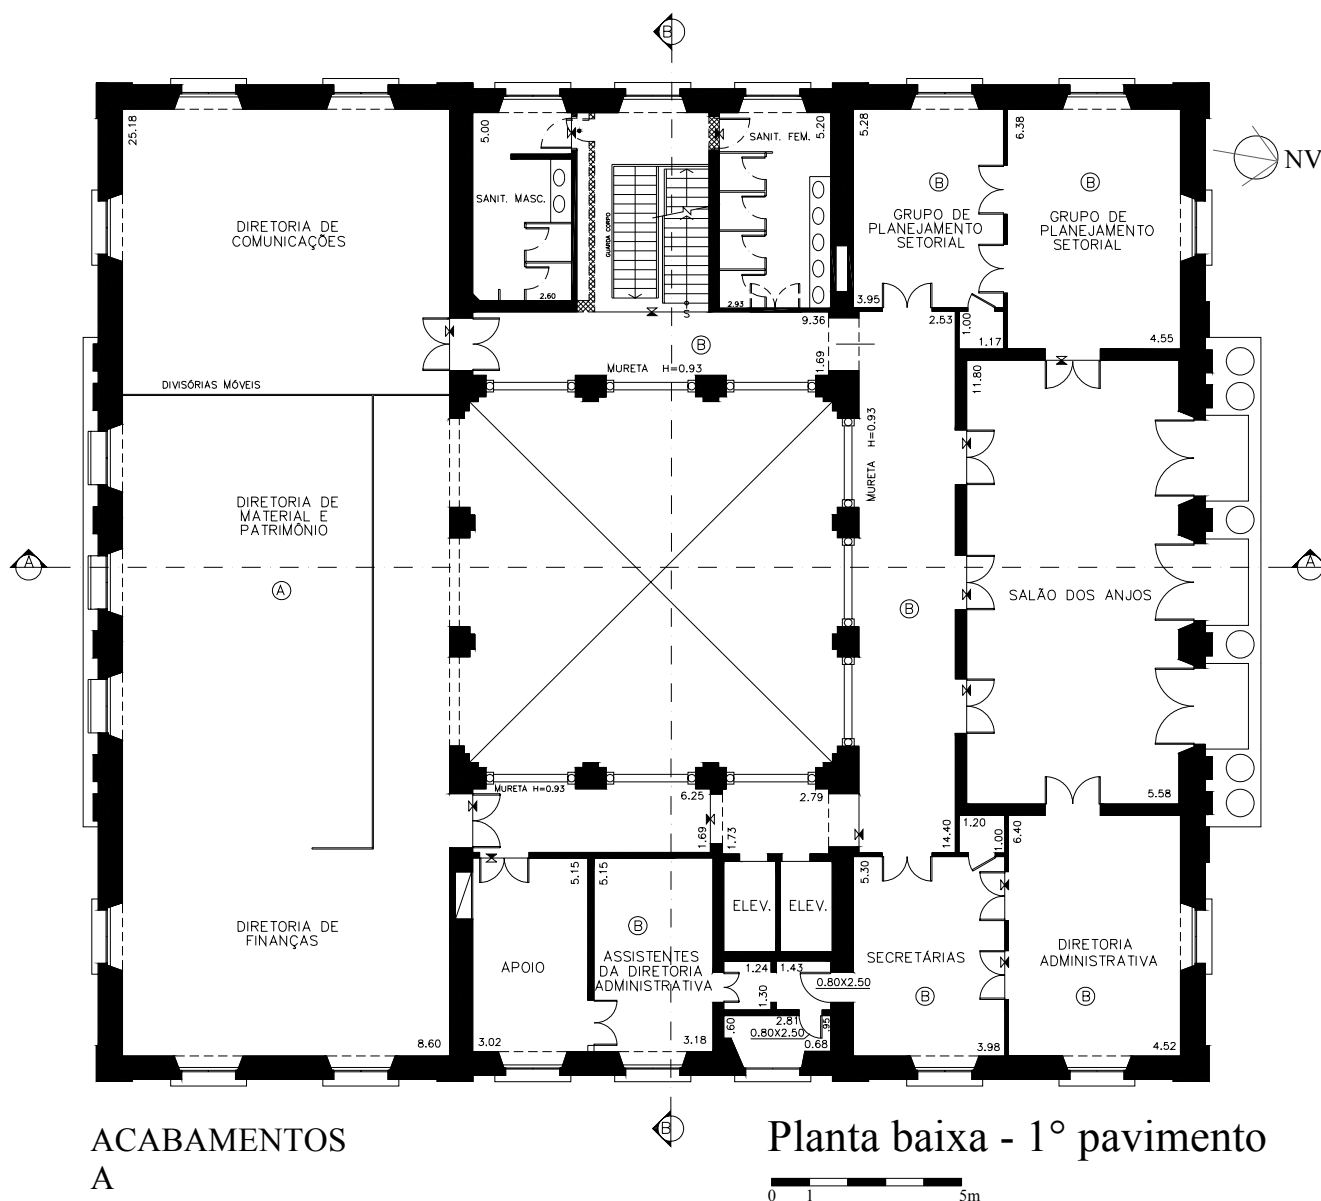 B
25.18
5.00
SANIT. FEM.
5.20
5.28
6.38
NV
SANIT. MASC.
GUARDA CORPO
DIRETORIA DE
COMUNICAÇÕES
B
GRUPO DE
PLANEJAMENTO
SETORIAL
B
GRUPO DE
PLANEJAMENTO
SETORIAL
2.60
2.93
S
3.95
9.36
2.53
1.00
1.17
4.55
B
1.69
MURETA H=0.93
DIVISÓRIAS MÓVEIS
11.80
MURETA H=0.93
DIRETORIA DE
MATERIAL E
PATRIMÔNIO
A
A
A
B
SALÃO DOS ANJOS
MURETA H=0.93
6.25
2.79
5.58
1.69
1.73
14.40
1.20
1.00
6.40
5.15
5.15
5.30
ELEV.
ELEV.
DIRETORIA DE
FINANÇAS
B
APOIO
ASSISTENTES
DA DIRETORIA
ADMINISTRATIVA
SECRETÁRIAS
B
DIRETORIA
ADMINISTRATIVA
B
1.24
1.43
1.30
0.80X2.50
.60
2.81
.95
0.80X2.50
0.68
8.60
3.02
3.18
3.98
4.52
B
ACABAMENTOS
A
Planta baixa - 1° pavimento
0 1 5m